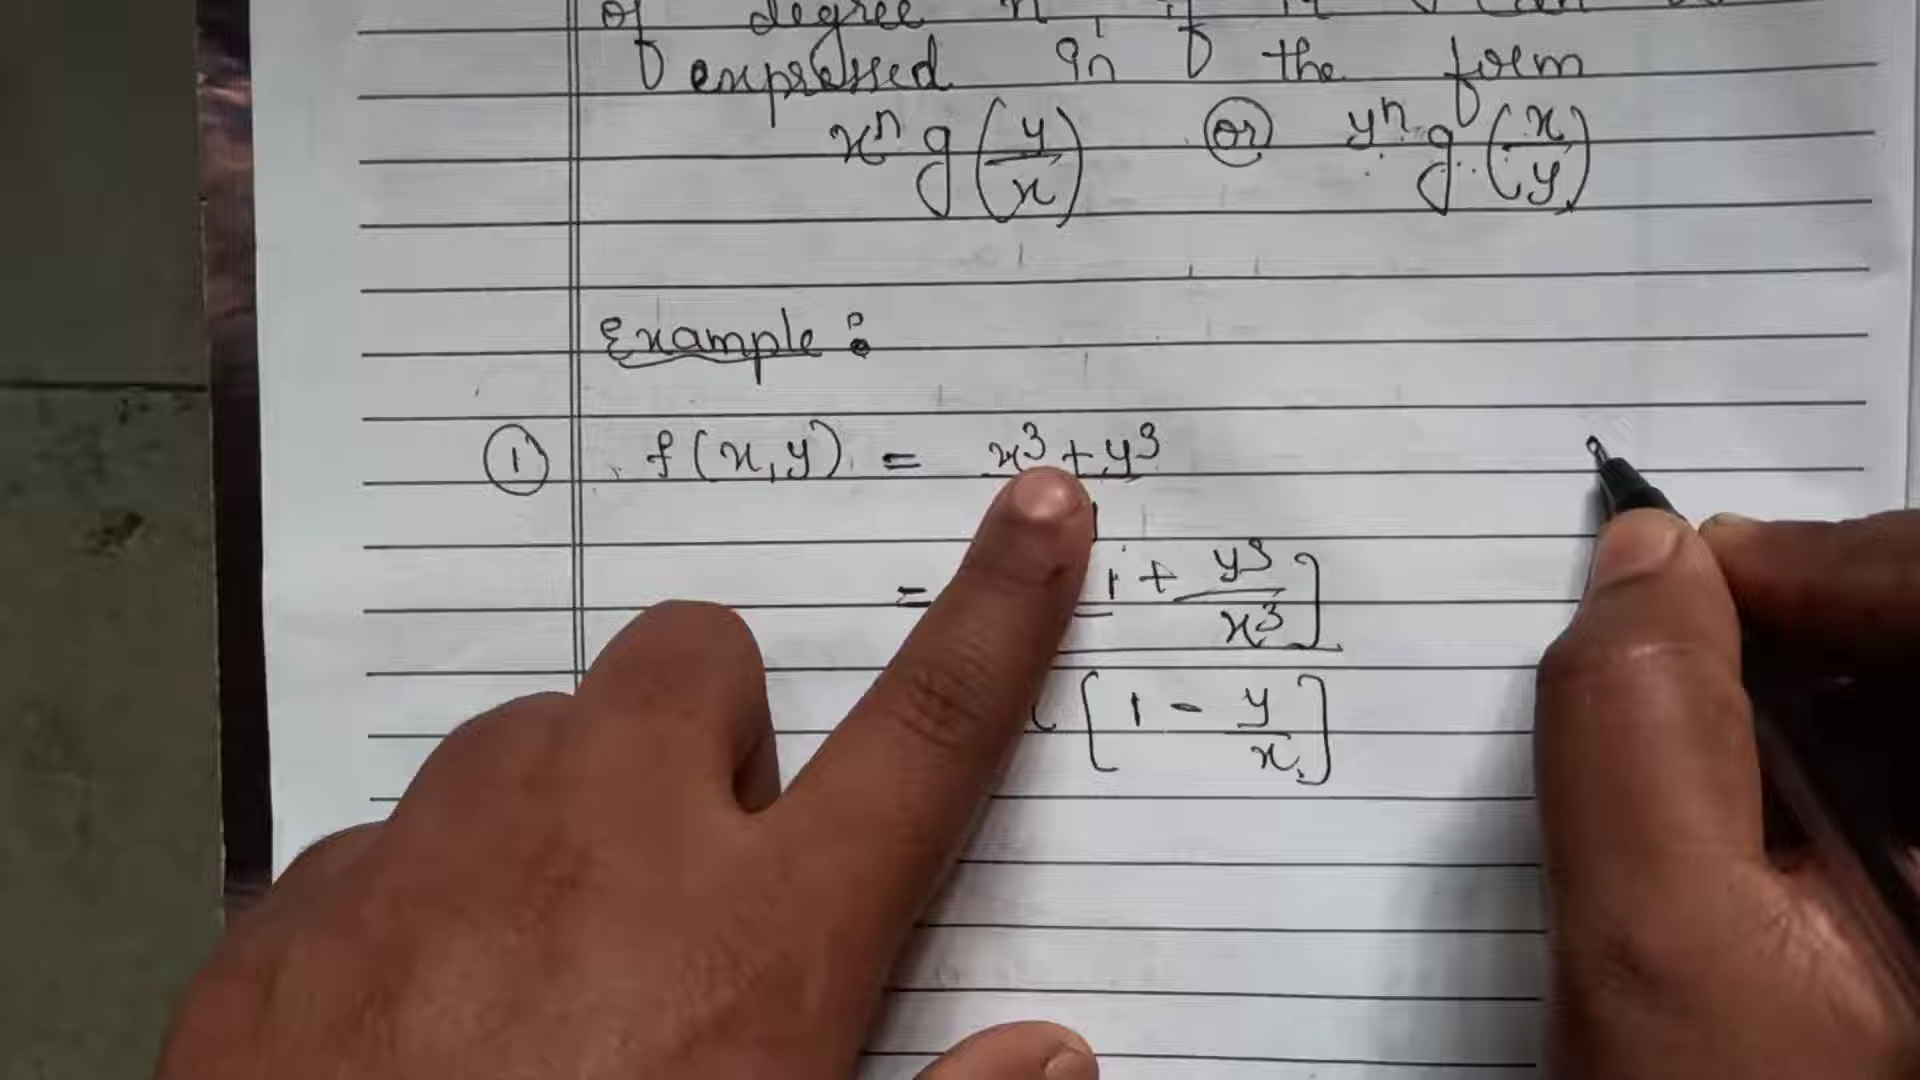 of degree n if it can
expressed in the form
xⁿ g(y/x) or yⁿ g(x/y)
Example :
1 f(x,y) = x³+y³
= 1 + y³/x³]
[1 - y/x]